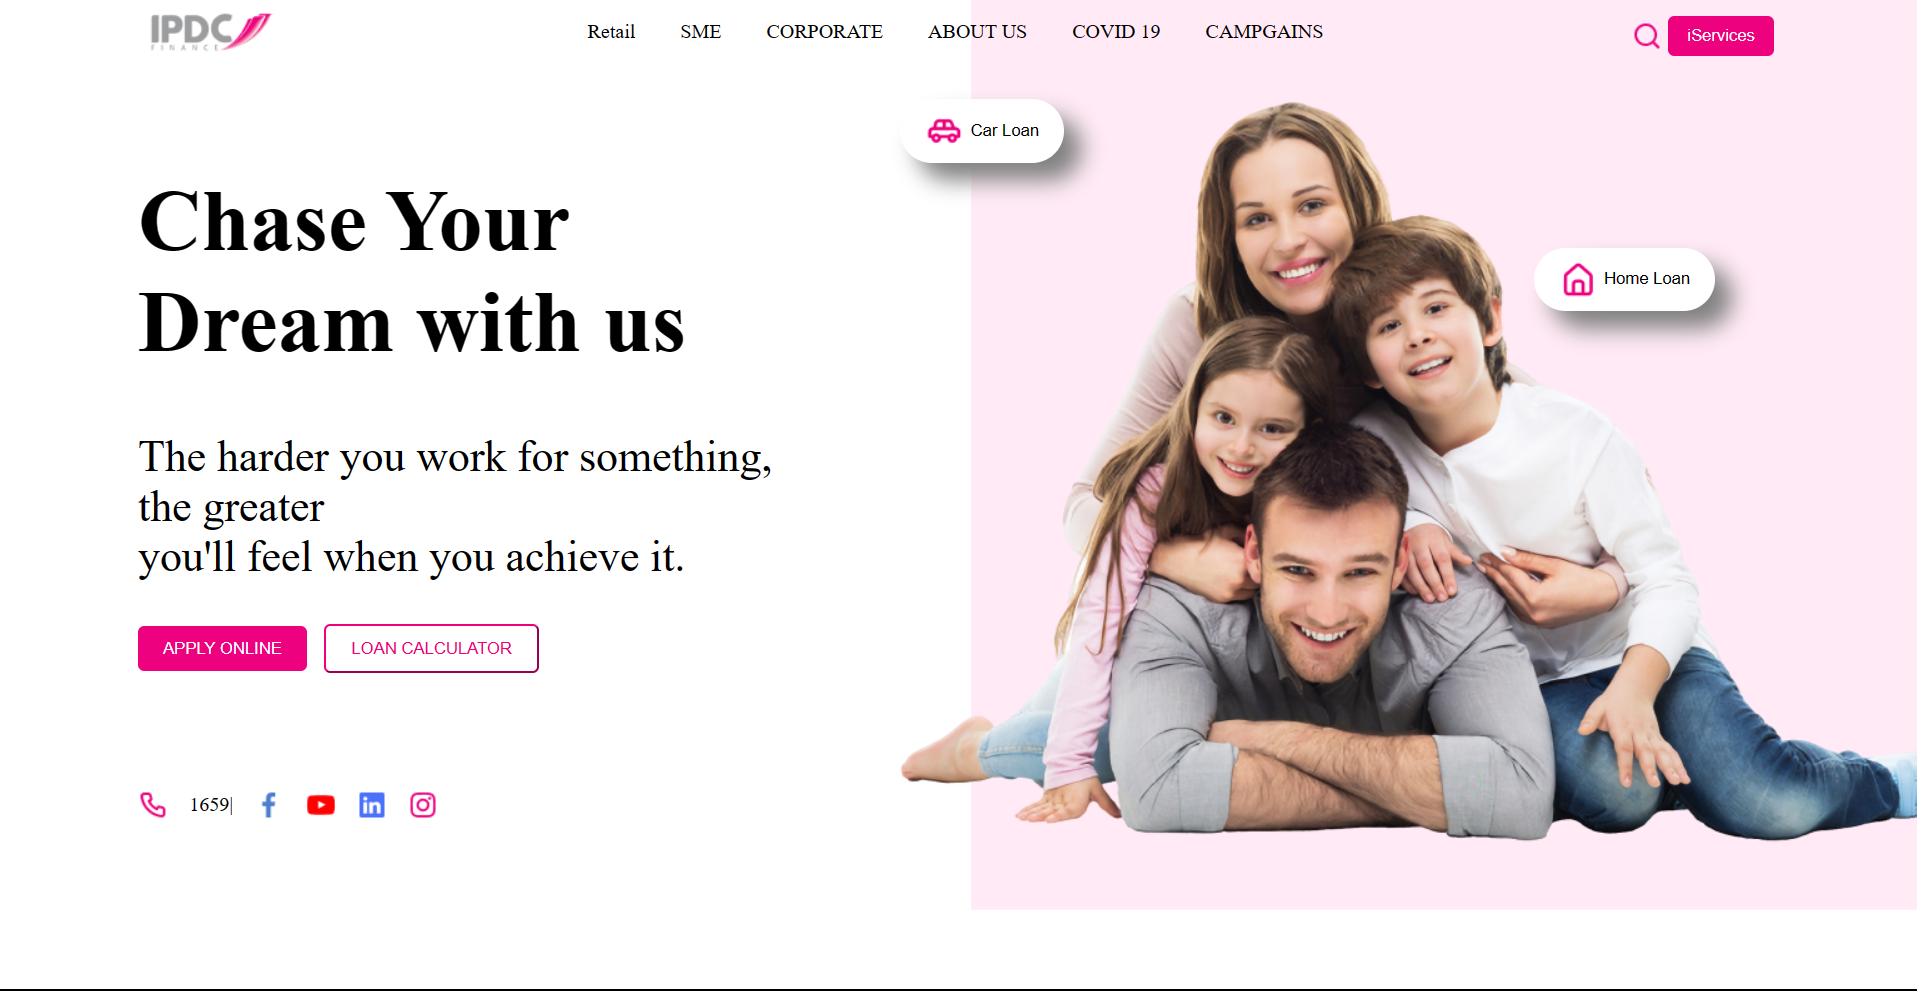 IPDC
FINANCE
Retail SME CORPORATE ABOUT US COVID 19 CAMPGAINS
iServices
Car Loan
Home Loan
Chase Your
Dream with us
The harder you work for something,
the greater
you'll feel when you achieve it.
APPLY ONLINE LOAN CALCULATOR
1659|